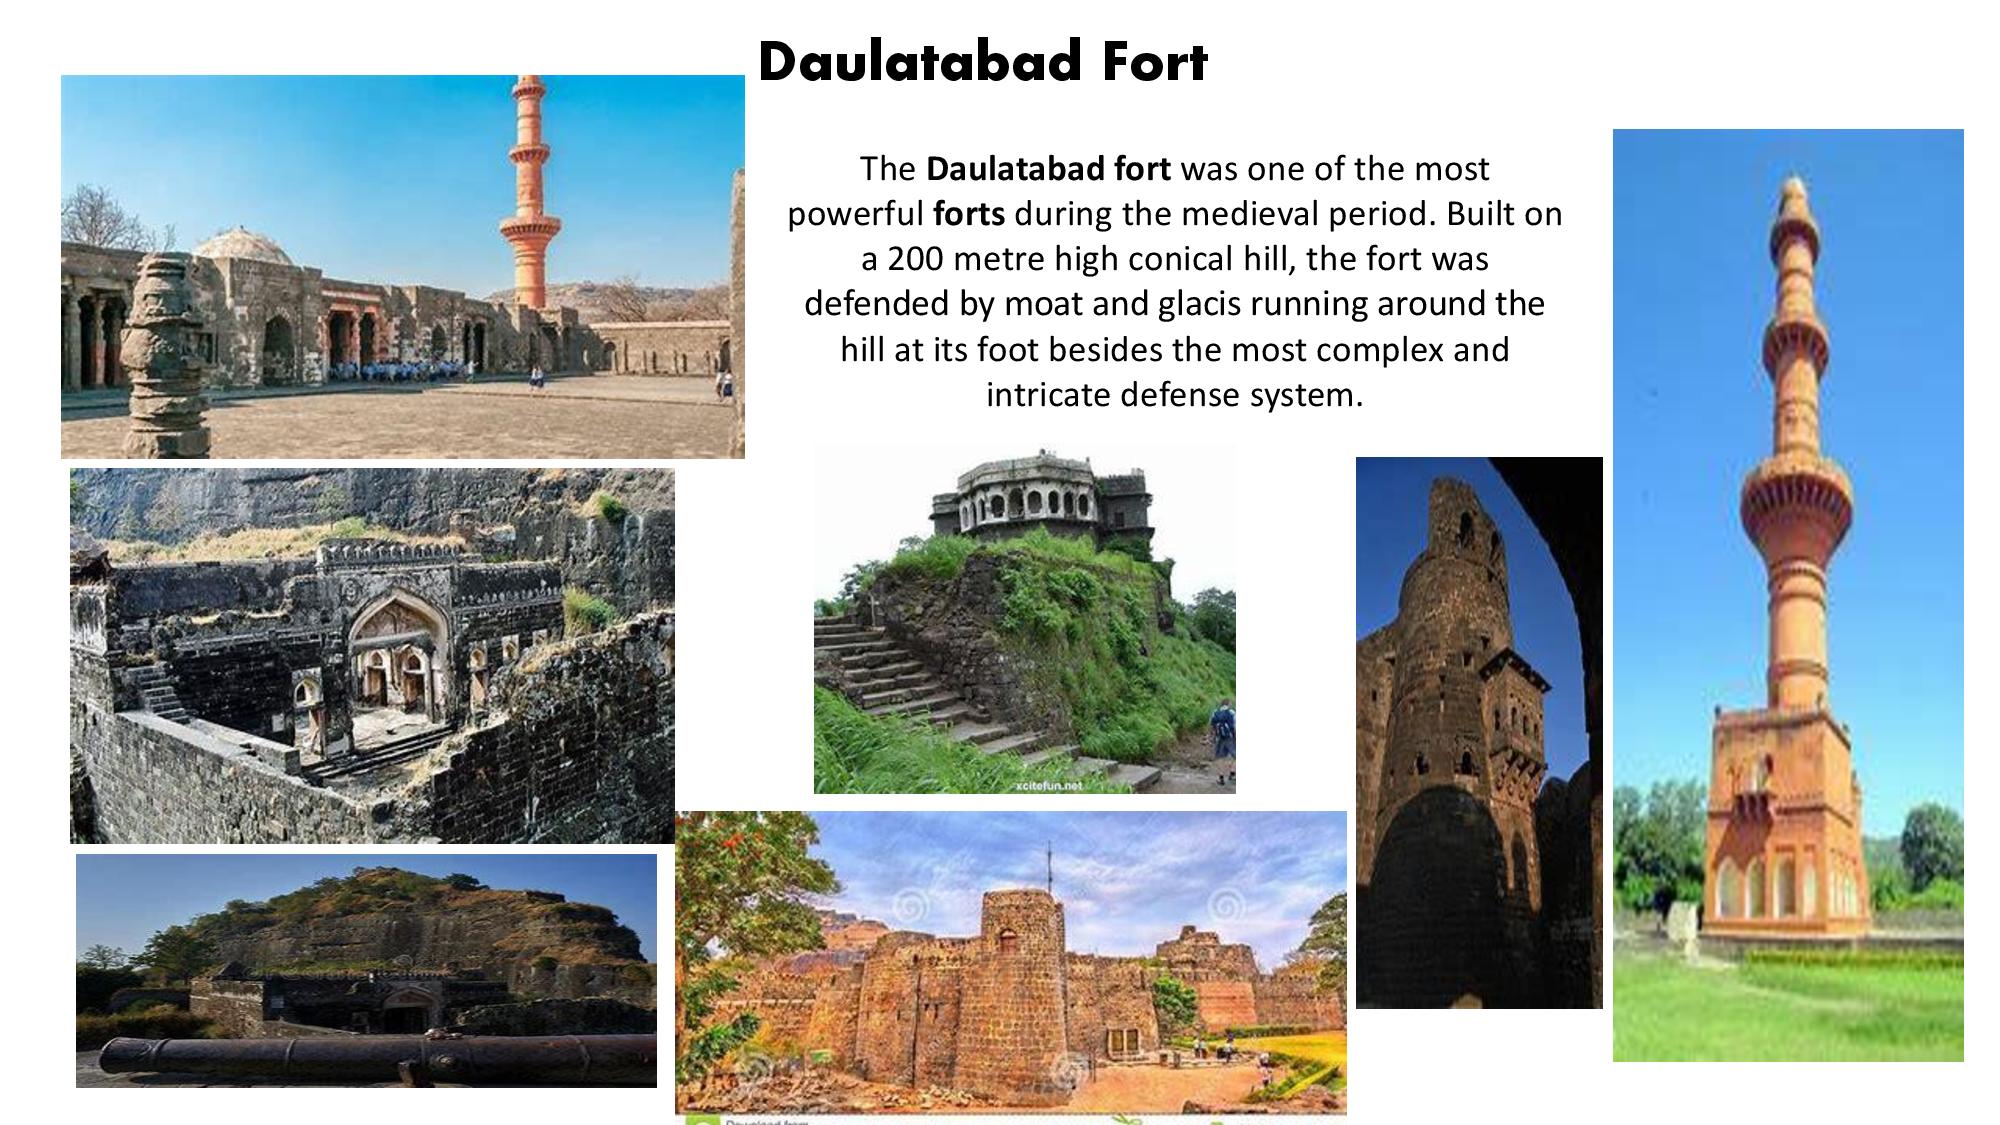 Daulatabad Fort
The Daulatabad fort was one of the most
powerful forts during the medieval period. Built on
a 200 metre high conical hill, the fort was
defended by moat and glacis running around the
hill at its foot besides the most complex and
intricate defense system.
xcitefun.net
Download from